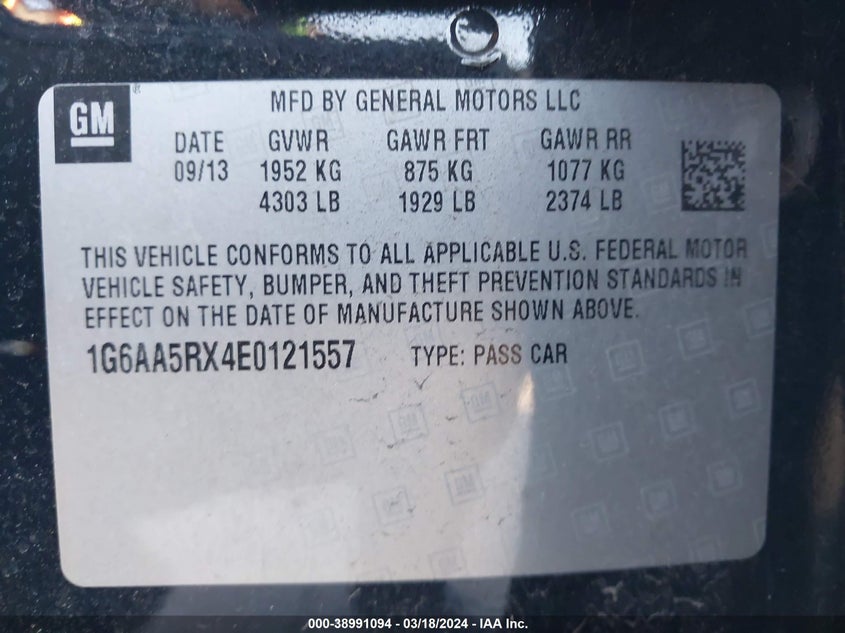 GM
MFD BY GENERAL MOTORS LLC
DATE GVWR GAWR FRT GAWR RR
09/13 1952 KG 875 KG 1077 KG
4303 LB 1929 LB 2374 LB
THIS VEHICLE CONFORMS TO ALL APPLICABLE U.S. FEDERAL MOTOR
VEHICLE SAFETY, BUMPER, AND THEFT PREVENTION STANDARDS IN
EFFECT ON THE DATE OF MANUFACTURE SHOWN ABOVE.
1G6AA5RX4E0121557 TYPE: PASS CAR
000-38991094 / 03/18/2024 - IAA Inc.